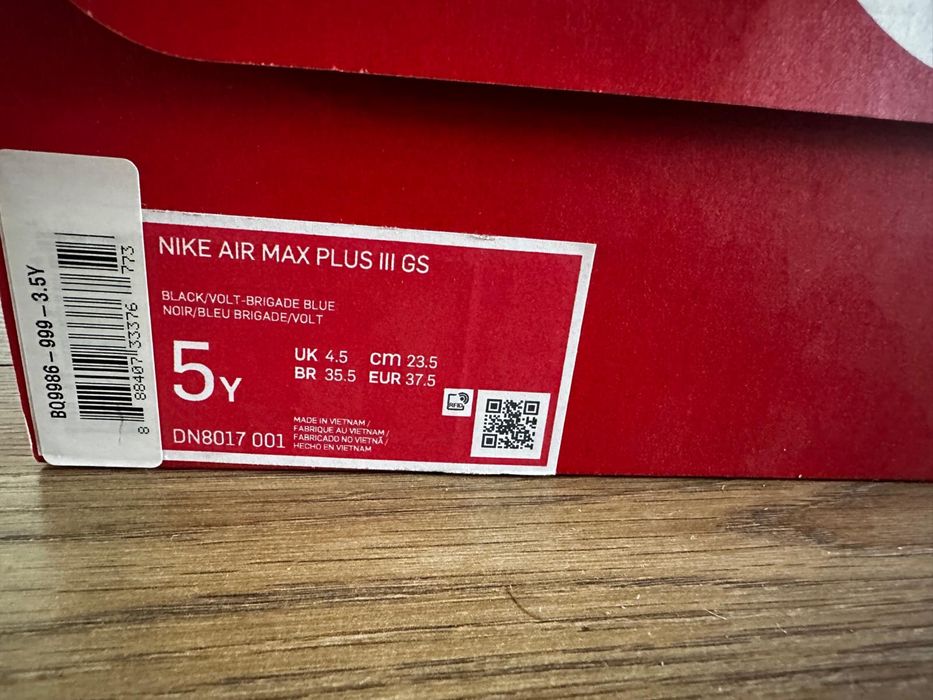 BQ9986 - 999 - 3.5Y
8 88407 33376 773
NIKE AIR MAX PLUS III GS
BLACK/VOLT-BRIGADE BLUE
NOIR/BLEU BRIGADE/VOLT
5Y
UK 4.5 cm 23.5
BR 35.5 EUR 37.5
RFID
DN8017 001
MADE IN VIETNAM /
FABRIQUE AU VIETNAM /
FABRICADO NO VIETNÃ /
HECHO EN VIETNAM